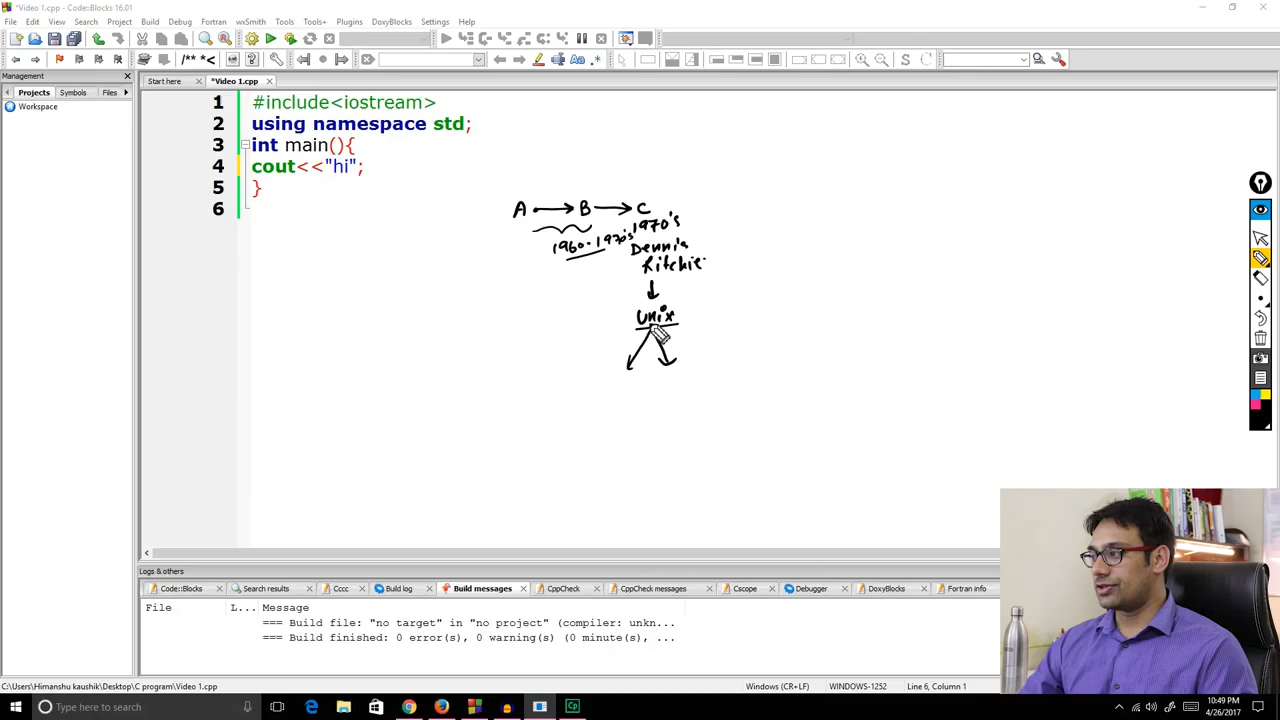 *Video 1.cpp - Code::Blocks 16.01
File Edit View Search Project Build Debug Fortran wxSmith Tools Tools+ Plugins DoxyBlocks Settings Help
Management
Projects Symbols Files
Workspace
Start here *Video 1.cpp
1 #include<iostream>
2 using namespace std;
3 int main(){
4 cout<<"hi";
5 }
6
A B C
1970's
1960-1970's Dennis
Ritchie
Unix
Logs & others
Code::Blocks Search results Cccc Build log Build messages CppCheck CppCheck messages Cscope Debugger DoxyBlocks Fortran info
File L... Message
=== Build file: "no target" in "no project" (compiler: unkn...
=== Build finished: 0 error(s), 0 warning(s) (0 minute(s), ...
C:\Users\Himanshu kaushik\Desktop\C program\Video 1.cpp Windows (CR+LF) WINDOWS-1252 Line 6, Column 1
Type here to search Cp 10:49 PM
4/26/2017